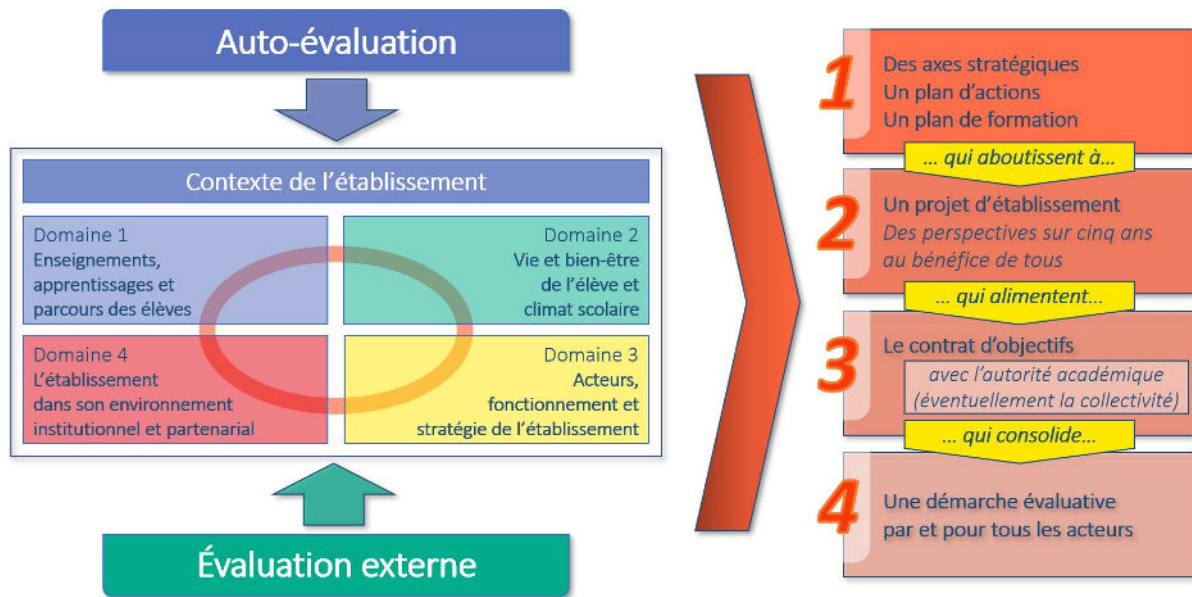 Auto-évaluation
Contexte de l'établissement
Domaine 1
Enseignements,
apprentissages et
parcours des élèves
Domaine 2
Vie et bien-être
de l'élève et
climat scolaire
Domaine 4
L'établissement
dans son environnement
institutionnel et partenarial
Domaine 3
Acteurs,
fonctionnement et
stratégie de l'établissement
Évaluation externe
1
Des axes stratégiques
Un plan d'actions
Un plan de formation
... qui aboutissent à...
2
Un projet d'établissement
Des perspectives sur cinq ans
au bénéfice de tous
... qui alimentent...
3
Le contrat d'objectifs
avec l'autorité académique
(éventuellement la collectivité)
... qui consolide...
4
Une démarche évaluative
par et pour tous les acteurs